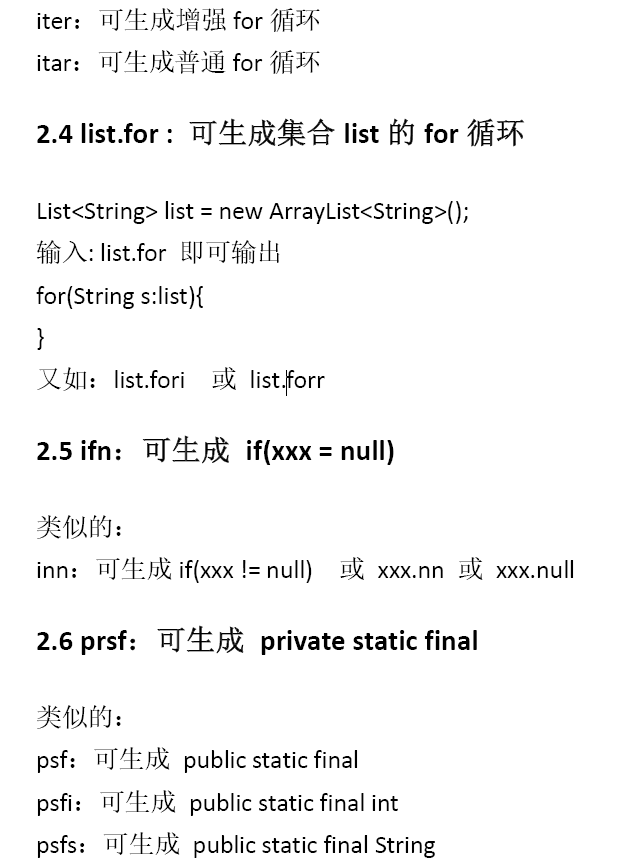 iter：可生成增强 for 循环
itar：可生成普通 for 循环
2.4 list.for :  可生成集合 list 的 for 循环
List<String> list = new ArrayList<String>();
输入: list.for  即可输出
for(String s:list){
}
又如：list.fori    或  list.forr
2.5 ifn：可生成  if(xxx = null)
类似的：
inn：可生成 if(xxx != null)    或  xxx.nn  或  xxx.null
2.6 prsf：可生成  private static final
类似的：
psf：可生成  public static final
psfi：可生成  public static final int
psfs：可生成  public static final String